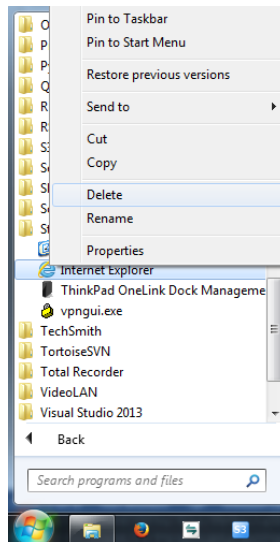 Pin to Taskbar
Pin to Start Menu
Restore previous versions
Send to
Cut
Copy
Delete
Rename
Properties
Internet Explorer
ThinkPad OneLink Dock Manageme
vpngui.exe
TechSmith
TortoiseSVN
Total Recorder
VideoLAN
Visual Studio 2013
Back
Search programs and files
S3